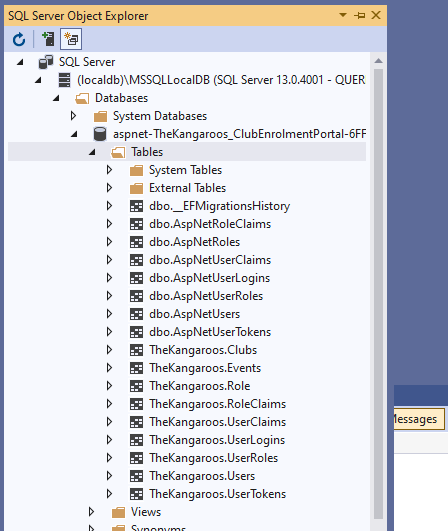 SQL Server Object Explorer
SQL Server
(localdb)\MSSQLLocalDB (SQL Server 13.0.4001 - QUER
Databases
System Databases
aspnet-TheKangaroos_ClubEnrolmentPortal-6FF
Tables
System Tables
External Tables
dbo.__EFMigrationsHistory
dbo.AspNetRoleClaims
dbo.AspNetRoles
dbo.AspNetUserClaims
dbo.AspNetUserLogins
dbo.AspNetUserRoles
dbo.AspNetUsers
dbo.AspNetUserTokens
TheKangaroos.Clubs
TheKangaroos.Events
TheKangaroos.Role
TheKangaroos.RoleClaims
TheKangaroos.UserClaims
Messages
TheKangaroos.UserLogins
TheKangaroos.UserRoles
TheKangaroos.Users
TheKangaroos.UserTokens
Views
Synonyms